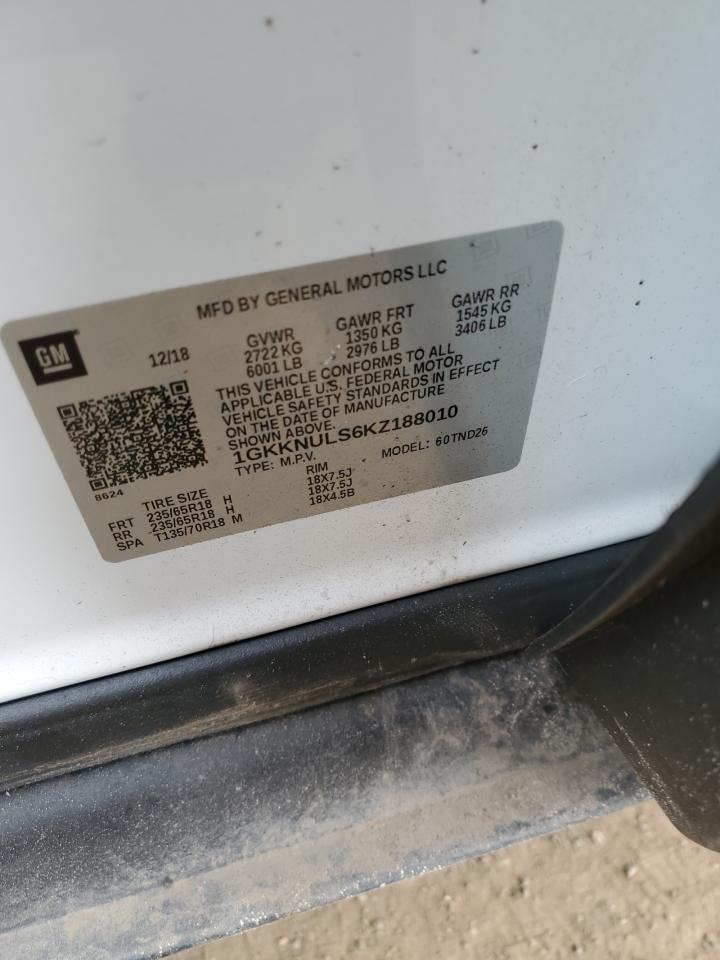 MFD BY GENERAL MOTORS LLC
GM
12/18
GVWR
2722 KG
6001 LB
GAWR FRT
1350 KG
2976 LB
GAWR RR
1545 KG
3406 LB
THIS VEHICLE CONFORMS TO ALL
APPLICABLE U.S. FEDERAL MOTOR
VEHICLE SAFETY STANDARDS IN EFFECT
ON THE DATE OF MANUFACTURE
SHOWN ABOVE.
1GKKNULS6KZ188010
TYPE: M.P.V. MODEL: 60TND26
8624
TIRE SIZE RIM
FRT 235/65R18 H 18X7.5J
RR 235/65R18 H 18X7.5J
SPA T135/70R18 M 18X4.5B